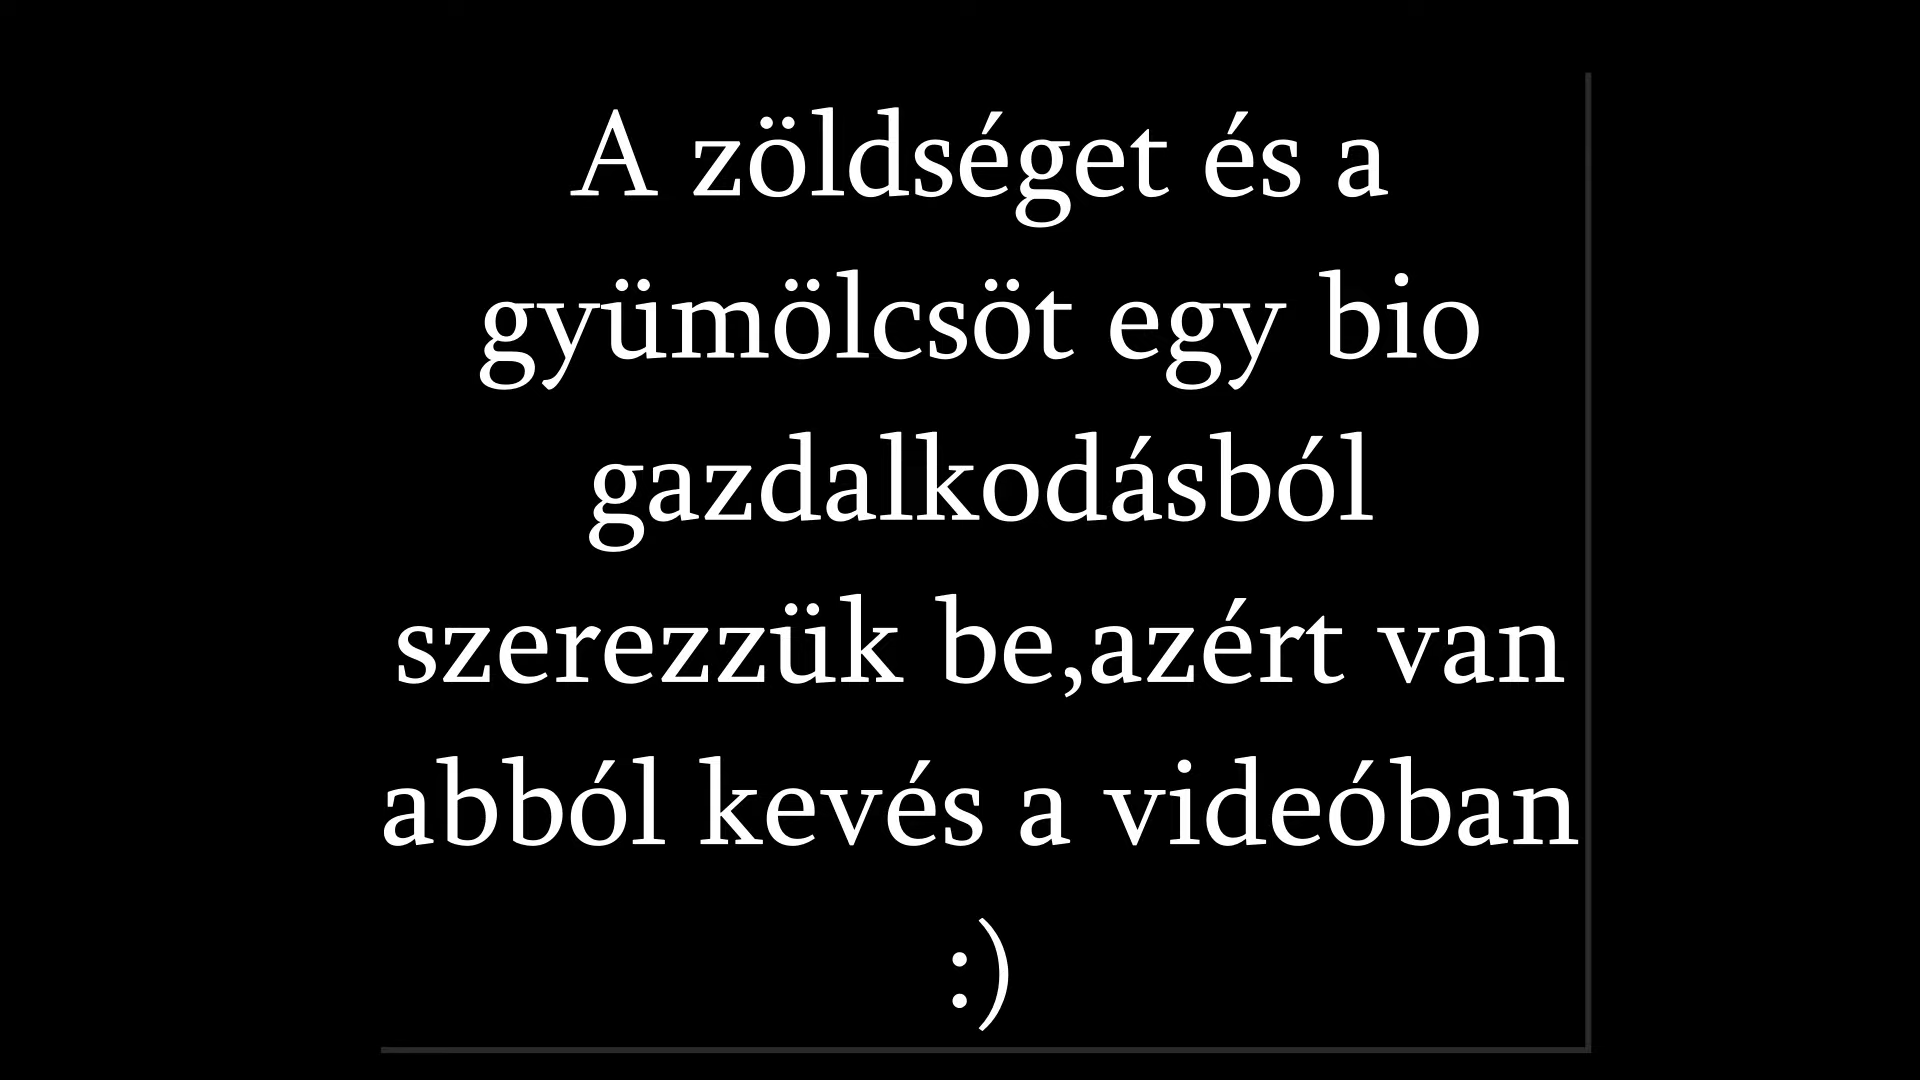 A zöldséget és a
gyümölcsöt egy bio
gazdalkodásból
szerezzük be,azért van
abból kevés a videóban
:)